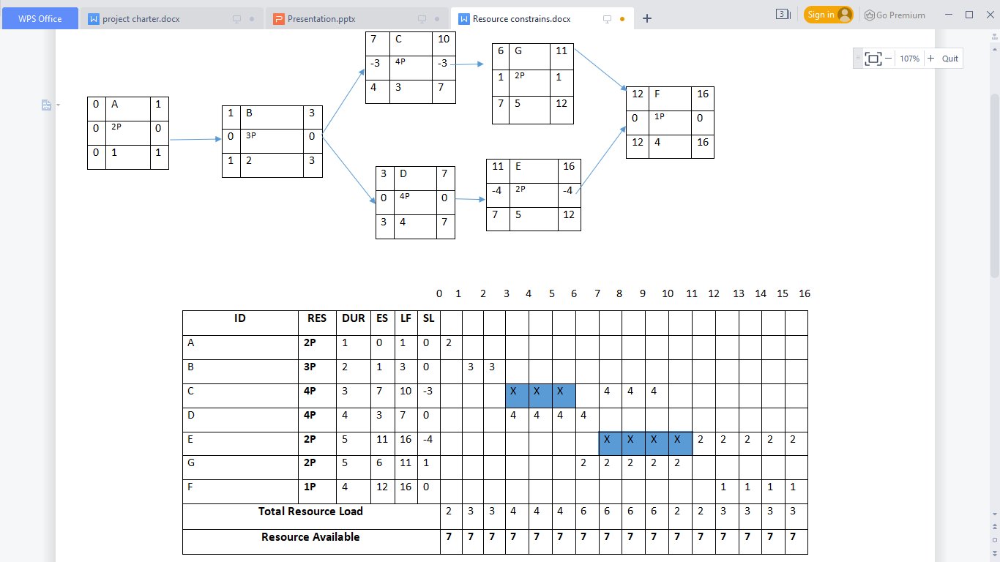 WPS Office
project charter.docx
Presentation.pptx
Resource constrains.docx
3
Sign in
Go Premium
107%
Quit
7 C 10
-3 4P -3
4 3 7
6 G 11
1 2P 1
7 5 12
0 A 1
0 2P 0
0 1 1
1 B 3
0 3P 0
1 2 3
12 F 16
0 1P 0
12 4 16
3 D 7
0 4P 0
3 4 7
11 E 16
-4 2P -4
7 5 12
0 1 2 3 4 5 6 7 8 9 10 11 12 13 14 15 16
ID RES DUR ES LF SL
A 2P 1 0 1 0 2
B 3P 2 1 3 0 3 3
C 4P 3 7 10 -3 X X X 4 4 4
D 4P 4 3 7 0 4 4 4 4
E 2P 5 11 16 -4 X X X X 2 2 2 2 2
G 2P 5 6 11 1 2 2 2 2 2
F 1P 4 12 16 0 1 1 1 1
Total Resource Load 2 3 3 4 4 4 6 6 6 6 2 2 3 3 3 3
Resource Available 7 7 7 7 7 7 7 7 7 7 7 7 7 7 7 7